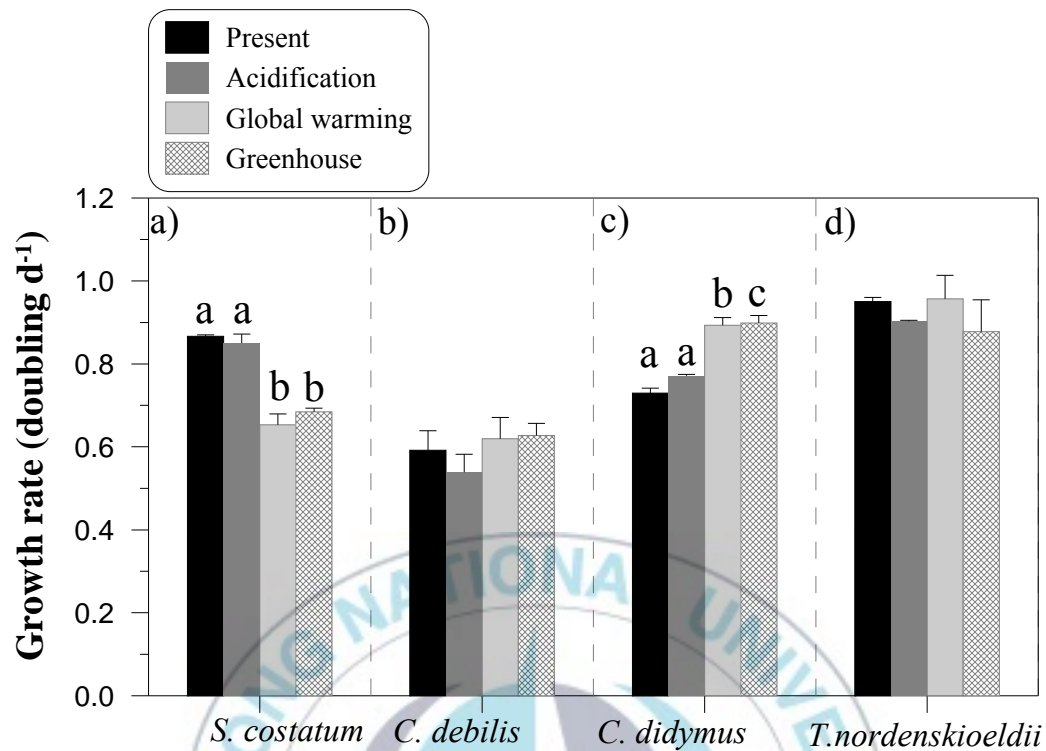 Present
Acidification
Global warming
Greenhouse
Growth rate (doubling d-1)
1.2
1.0
0.8
0.6
0.4
0.2
0.0
a)
b)
c)
d)
a a
b b
a a
b c
S. costatum
C. debilis
C. didymus
T.nordenskioeldii
NATIONAL